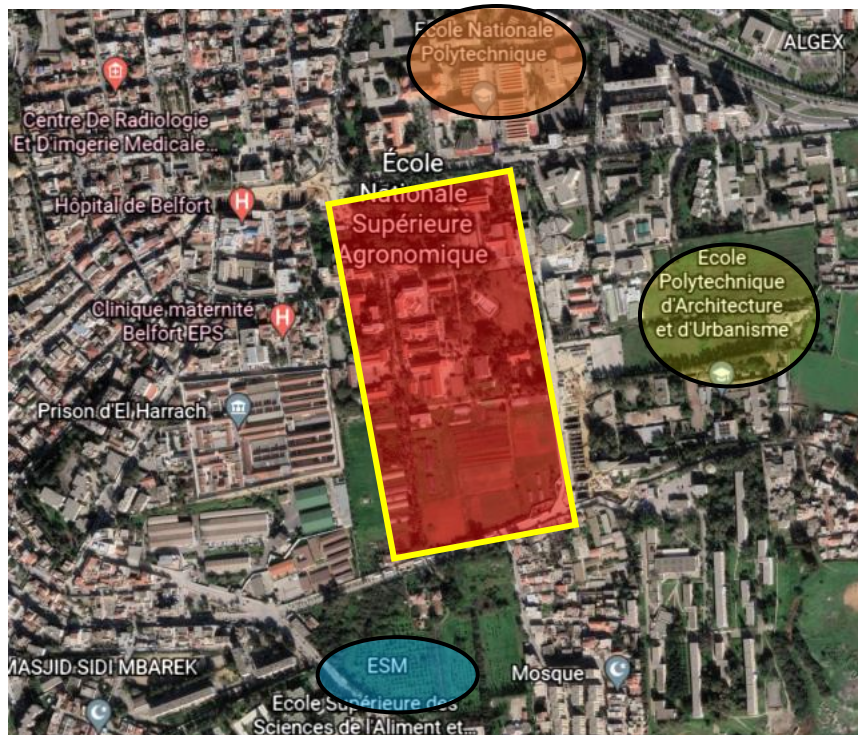 Ecole Nationale
Polytechnique
ALGEX
Centre De Radiologie
Et D'imgerie Medicale...
École
Nationale
Supérieure
Agronomique
Hôpital de Belfort
Ecole
Polytechnique
d'Architecture
et d'Urbanisme
Clinique maternité
Belfort EPS
Prison d'El Harrach
MASJID SIDI MBAREK
ESM
Mosque
Ecole Supérieure des
Sciences de l'Aliment et...